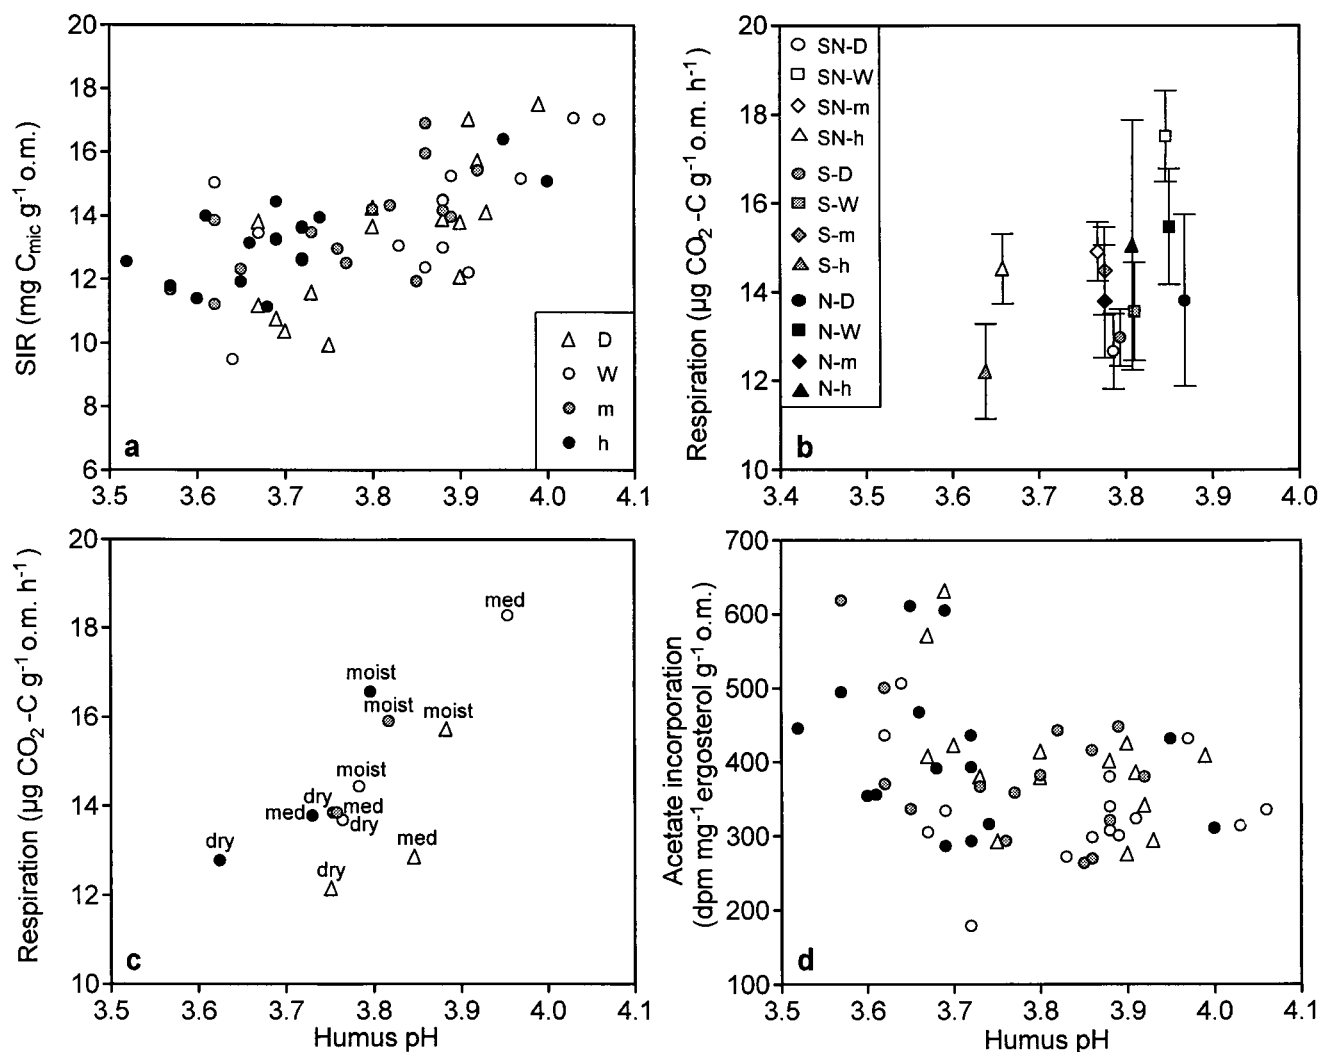 20
18
16
14
12
10
8
6
SIR (mg C mic g⁻¹ o.m.)
3.5 3.6 3.7 3.8 3.9 4.0 4.1
D
W
m
h
a
20
18
16
14
12
10
Respiration (µg CO₂-C g⁻¹ o.m. h⁻¹)
3.4 3.5 3.6 3.7 3.8 3.9 4.0
SN-D
SN-W
SN-m
SN-h
S-D
S-W
S-m
S-h
N-D
N-W
N-m
N-h
b
20
18
16
14
12
10
Respiration (µg CO₂-C g⁻¹ o.m. h⁻¹)
med
moist
moist
moist
moist
dry
med
med
dry
med
dry
dry
c
3.5 3.6 3.7 3.8 3.9 4.0 4.1
Humus pH
700
600
500
400
300
200
100
Acetate incorporation
(dpm mg⁻¹ ergosterol g⁻¹ o.m.)
d
3.5 3.6 3.7 3.8 3.9 4.0 4.1
Humus pH